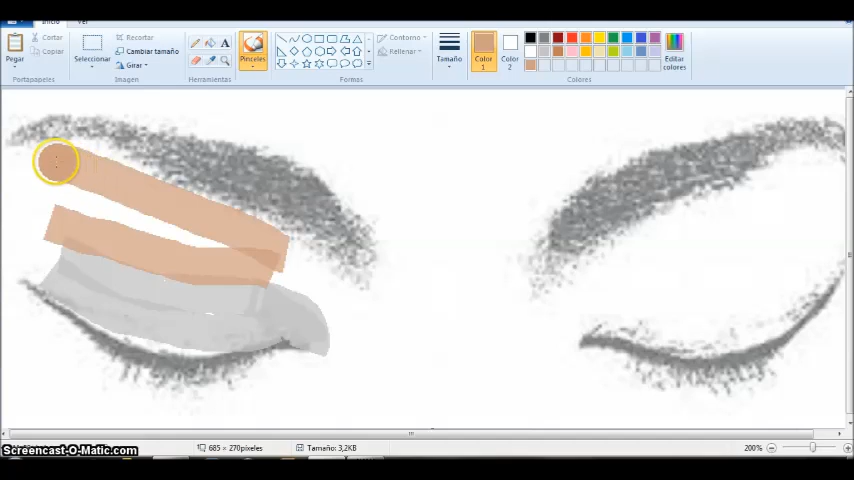 Inicio Ver
Cortar
Copiar
Pegar
Portapapeles
Seleccionar
Cambiar tamaño
Girar
Imagen
A
Herramientas
Pinceles
Contorno
Rellenar
Formas
Tamaño
Color
1
Color
2
Editar
colores
Colores
685 × 270píxeles
Tamaño: 3,2KB
200%
Screencast-O-Matic.com